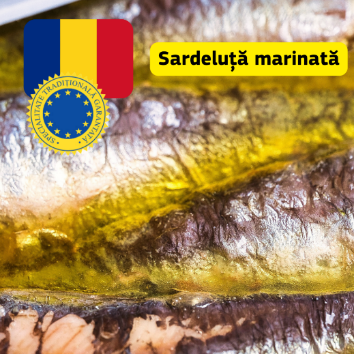 Sardeluță marinată
SPECIALITATE TRADIȚIONALĂ GARANTATĂ